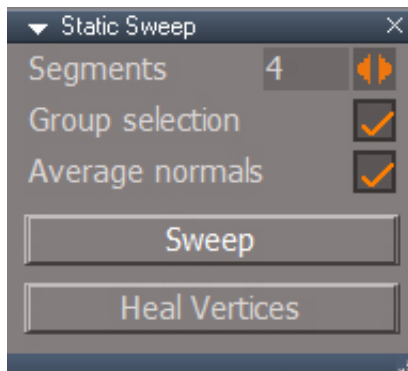 Static Sweep
Segments 4
Group selection
Average normals
Sweep
Heal Vertices